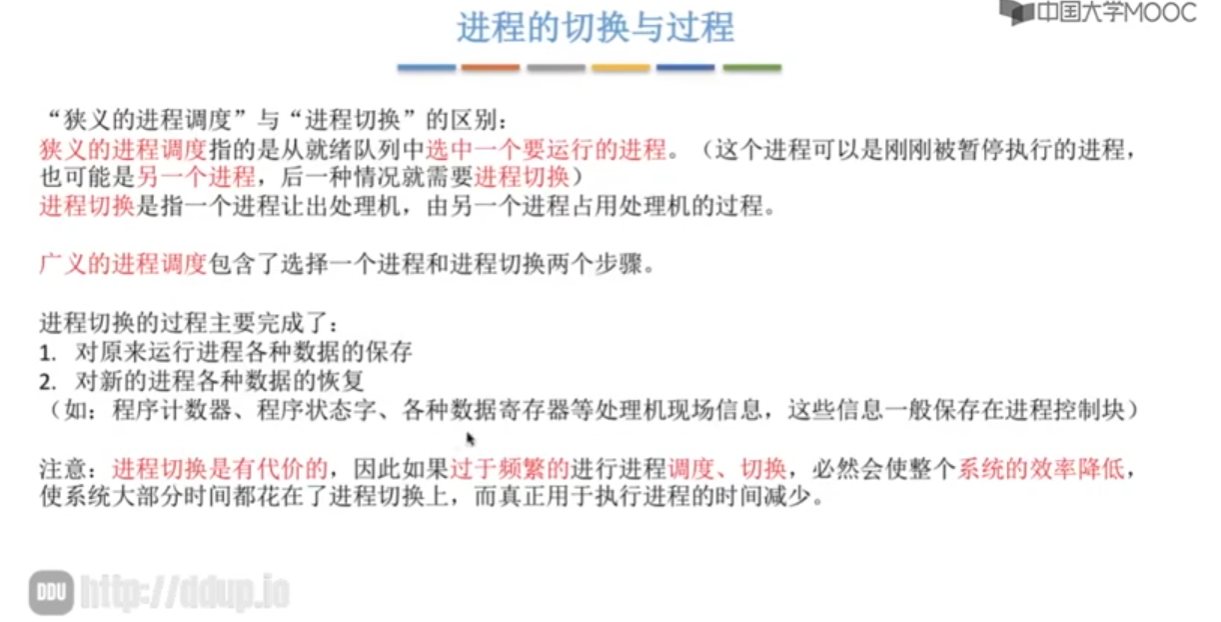 中国大学MOOC
进程的切换与过程
“狭义的进程调度”与“进程切换”的区别：
狭义的进程调度指的是从就绪队列中选中一个要运行的进程。（这个进程可以是刚刚被暂停执行的进程，
也可能是另一个进程，后一种情况就需要进程切换）
进程切换是指一个进程让出处理机，由另一个进程占用处理机的过程。
广义的进程调度包含了选择一个进程和进程切换两个步骤。
进程切换的过程主要完成了：
1. 对原来运行进程各种数据的保存
2. 对新的进程各种数据的恢复
（如：程序计数器、程序状态字、各种数据寄存器等处理机现场信息，这些信息一般保存在进程控制块）
注意：进程切换是有代价的，因此如果过于频繁的进行进程调度、切换，必然会使整个系统的效率降低，
使系统大部分时间都花在了进程切换上，而真正用于执行进程的时间减少。
DDU http://ddup.io